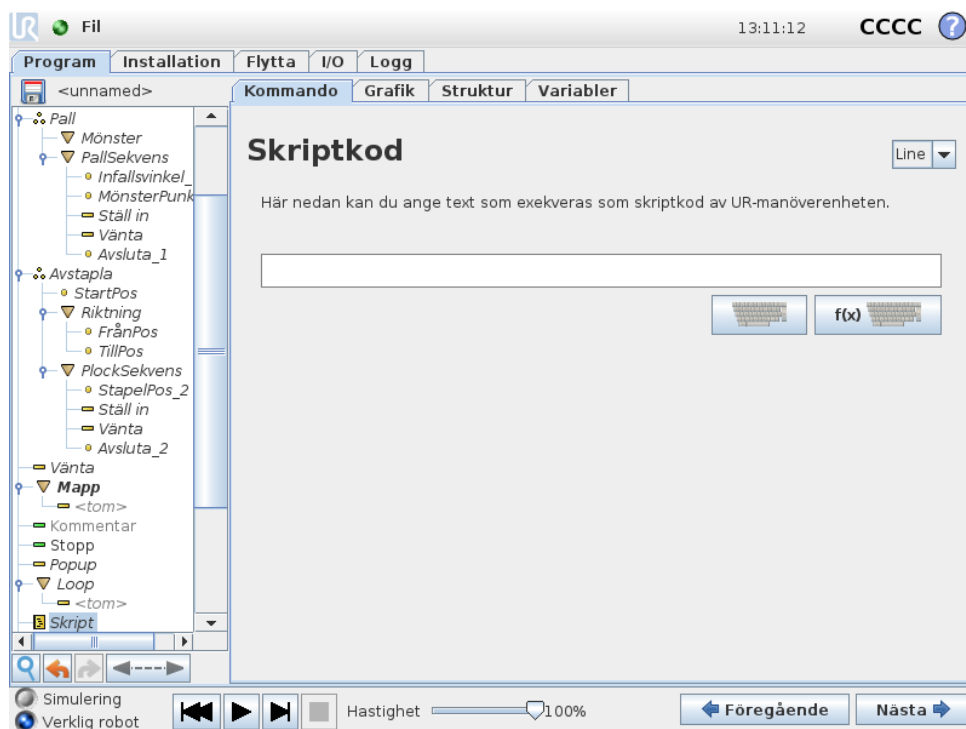 UR Fil 13:11:12 CCCC ?
Program Installation Flytta I/O Logg
<unnamed> Kommando Grafik Struktur Variabler
Pall
Mönster
PallSekvens
Infallsvinkel_
MönsterPunk
Ställ in
Vänta
Avsluta_1
Avstapla
StartPos
Riktning
FrånPos
TillPos
PlockSekvens
StapelPos_2
Ställ in
Vänta
Avsluta_2
Vänta
Mapp
<tom>
Kommentar
Stopp
Popup
Loop
<tom>
Skript
Skriptkod
Line
Här nedan kan du ange text som exekveras som skriptkod av UR-manöverenheten.
f(x)
Simulering
Verklig robot
Hastighet 100%
Föregående Nästa